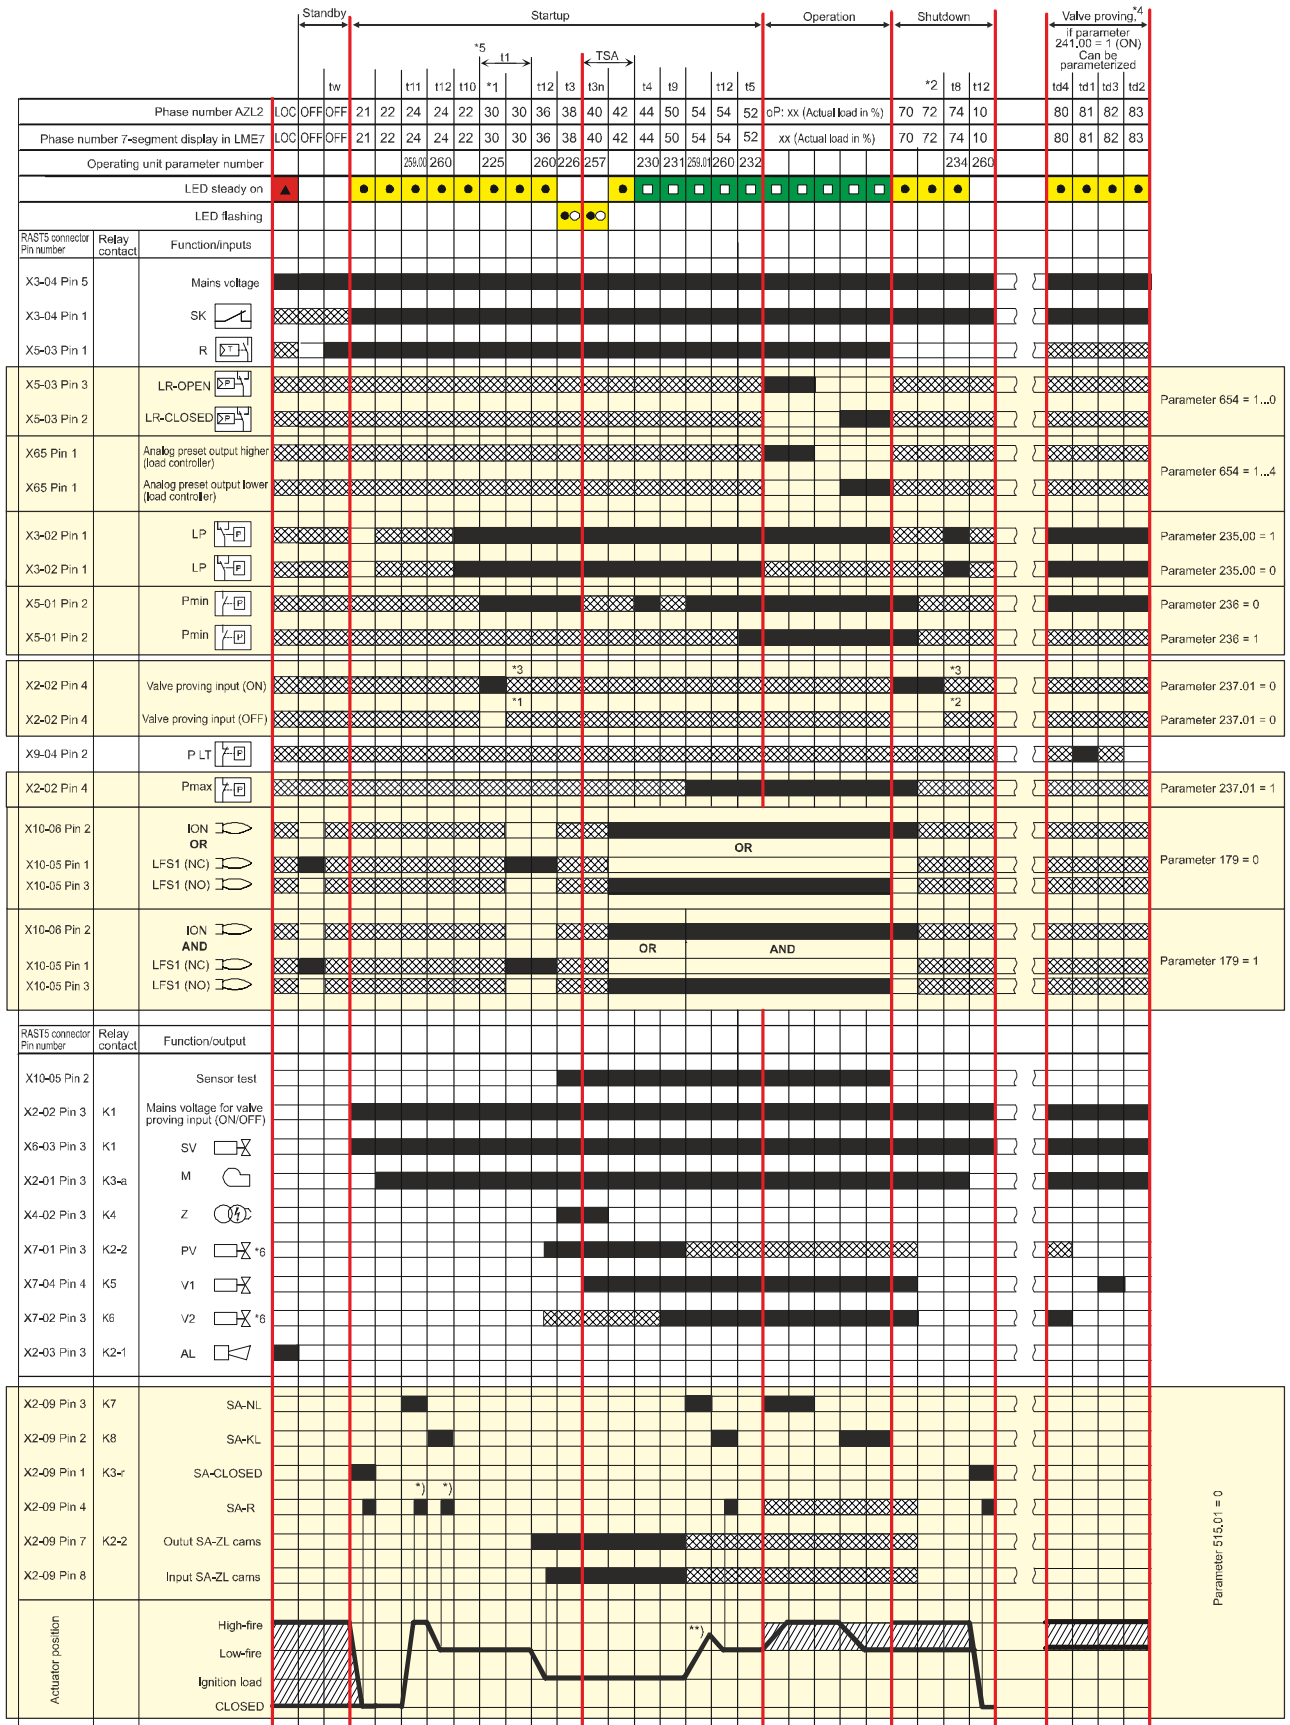 Standby Startup Operation Shutdown Valve proving,*4
if parameter
241.00 = 1 (ON)
Can be
parameterized
*5 t1 TSA
tw t11 t12 t10 *1 t12 t3 t3n t4 t9 t12 t5 *2 t8 t12 td4 td1 td3 td2
Phase number AZL2 LOC OFF OFF 21 22 24 24 22 30 30 36 38 40 42 44 50 54 54 52 oP: xx (Actual load in %) 70 72 74 10 80 81 82 83
Phase number 7-segment display in LME7 LOC OFF OFF 21 22 24 24 22 30 30 36 38 40 42 44 50 54 54 52 xx (Actual load in %) 70 72 74 10 80 81 82 83
Operating unit parameter number 259.00 260 225 260 226 257 230 231 259.01 260 232 234 260
LED steady on
LED flashing
RAST5 connector Pin number Relay contact Function/inputs
X3-04 Pin 5 Mains voltage
X3-04 Pin 1 SK
X5-03 Pin 1 R T
X5-03 Pin 3 LR-OPEN P
Parameter 654 = 1...0
X5-03 Pin 2 LR-CLOSED P
X65 Pin 1 Analog preset output higher
(load controller)
Parameter 654 = 1...4
X65 Pin 1 Analog preset output lower
(load controller)
X3-02 Pin 1 LP P Parameter 235.00 = 1
X3-02 Pin 1 LP P Parameter 235.00 = 0
X5-01 Pin 2 Pmin P Parameter 236 = 0
X5-01 Pin 2 Pmin P Parameter 236 = 1
*3 *3
X2-02 Pin 4 Valve proving input (ON) Parameter 237.01 = 0
*1 *2
X2-02 Pin 4 Valve proving input (OFF) Parameter 237.01 = 0
X9-04 Pin 2 P LT P
X2-02 Pin 4 Pmax P Parameter 237.01 = 1
X10-06 Pin 2 ION
OR OR
X10-05 Pin 1 LFS1 (NC) Parameter 179 = 0
X10-05 Pin 3 LFS1 (NO)
X10-06 Pin 2 ION
AND OR AND
X10-05 Pin 1 LFS1 (NC) Parameter 179 = 1
X10-05 Pin 3 LFS1 (NO)
RAST5 connector Pin number Relay contact Function/output
X10-05 Pin 2 Sensor test
X2-02 Pin 3 K1 Mains voltage for valve
proving input (ON/OFF)
X6-03 Pin 3 K1 SV
X2-01 Pin 3 K3-a M
X4-02 Pin 3 K4 Z
X7-01 Pin 3 K2-2 PV *6
X7-04 Pin 4 K5 V1
X7-02 Pin 3 K6 V2 *6
X2-03 Pin 3 K2-1 AL
X2-09 Pin 3 K7 SA-NL
X2-09 Pin 2 K8 SA-KL
X2-09 Pin 1 K3-r SA-CLOSED
*) *)
X2-09 Pin 4 SA-R
X2-09 Pin 7 K2-2 Outut SA-ZL cams
X2-09 Pin 8 Input SA-ZL cams
Parameter 515.01 = 0
Actuator position
High-fire
**)
Low-fire
Ignition load
CLOSED